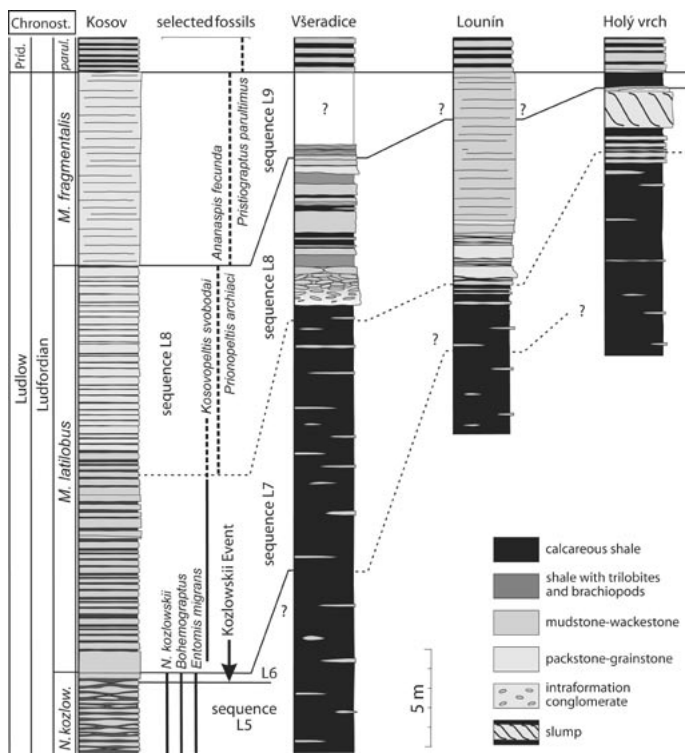 Chronost.
Kosov
selected fossils
Všeradice
Lounín
Holý vrch
Príd.
parul.
Ludlow
Ludfordian
M. fragmentalis
M. latilobus
N.kozlow.
Ananaspis fecunda
Pristiograptus parultimus
Kosovopeltis svobodai
Prionopeltis archiaci
N. kozlowskii
Bohemograptus
Entomis migrans
Kozlowskii Event
sequence L9
sequence L8
sequence L8
sequence L7
L6
sequence
L5
?
?
?
?
?
?
?
5 m
calcareous shale
shale with trilobites
and brachiopods
mudstone-wackestone
packstone-grainstone
intraformation
conglomerate
slump